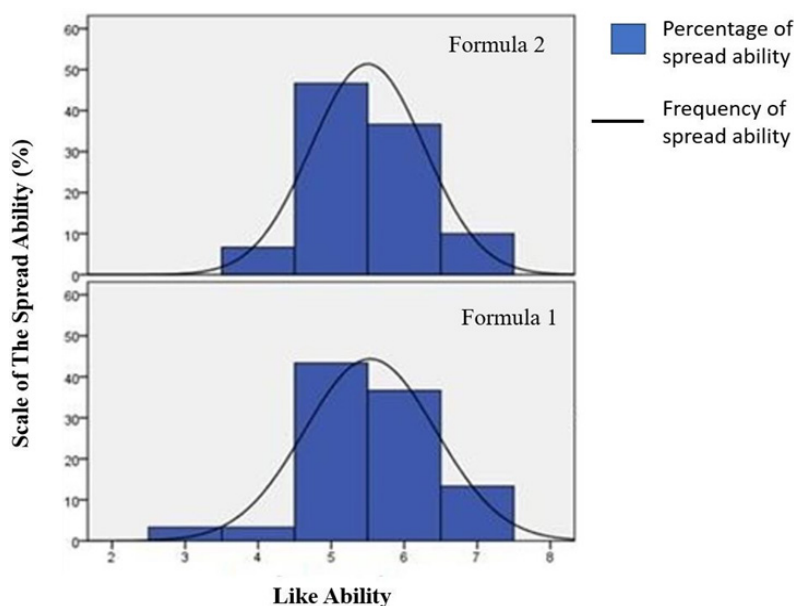 Scale of The Spread Ability (%)
60
50
40
30
20
10
0
Formula 2
60
50
40
30
20
10
0
Formula 1
2 3 4 5 6 7 8
Like Ability
Percentage of
spread ability
Frequency of
spread ability